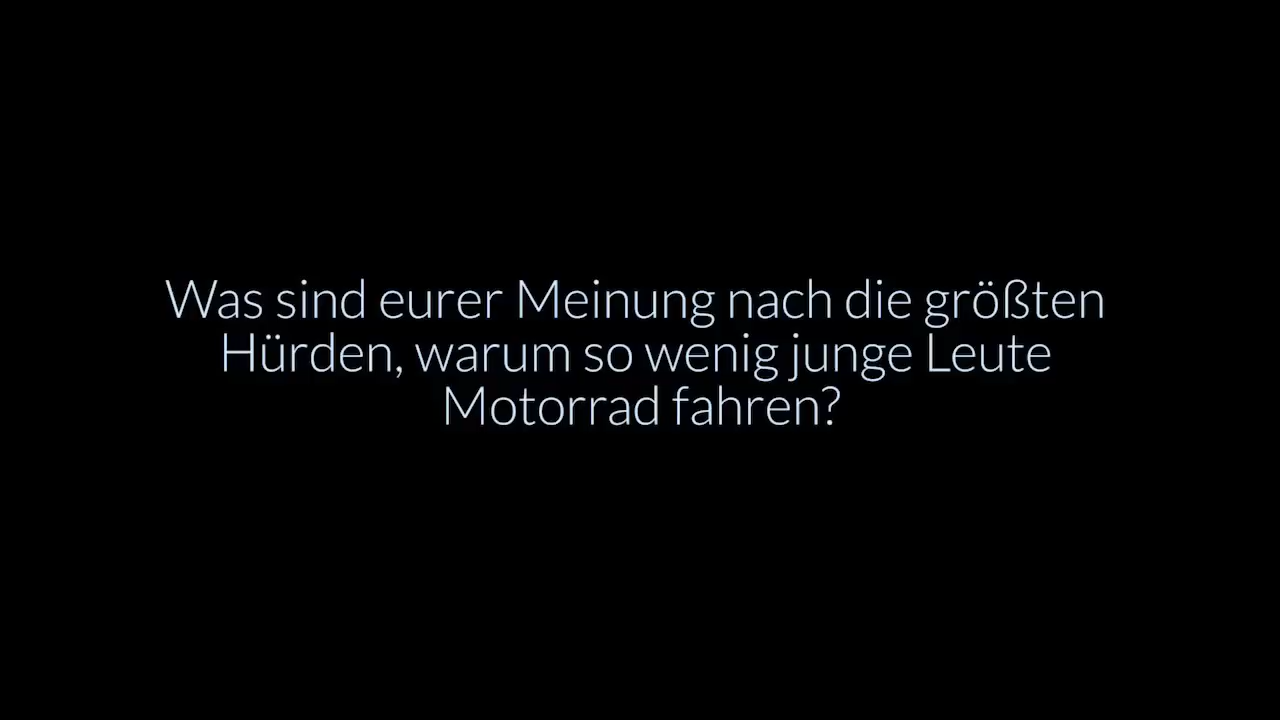 Was sind eurer Meinung nach die größten
Hürden, warum so wenig junge Leute
Motorrad fahren?